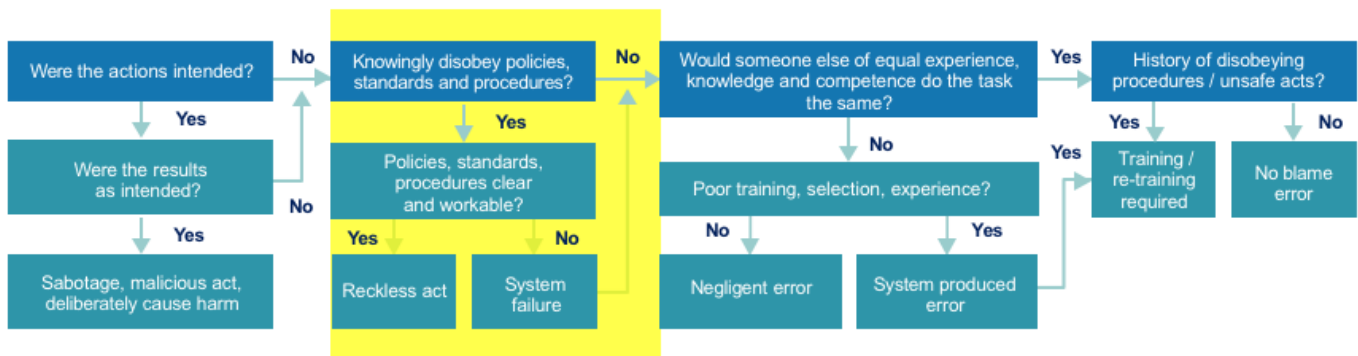 Were the actions intended?
No
Yes
Were the results
as intended?
No
Yes
Sabotage, malicious act,
deliberately cause harm
Knowingly disobey policies,
standards and procedures?
No
Yes
Policies, standards,
procedures clear
and workable?
Yes
No
Reckless act
System
failure
Would someone else of equal experience,
knowledge and competence do the task
the same?
Yes
No
Poor training, selection, experience?
No
Yes
Negligent error
System produced
error
Yes
History of disobeying
procedures / unsafe acts?
Yes
No
Training /
re-training
required
No blame
error